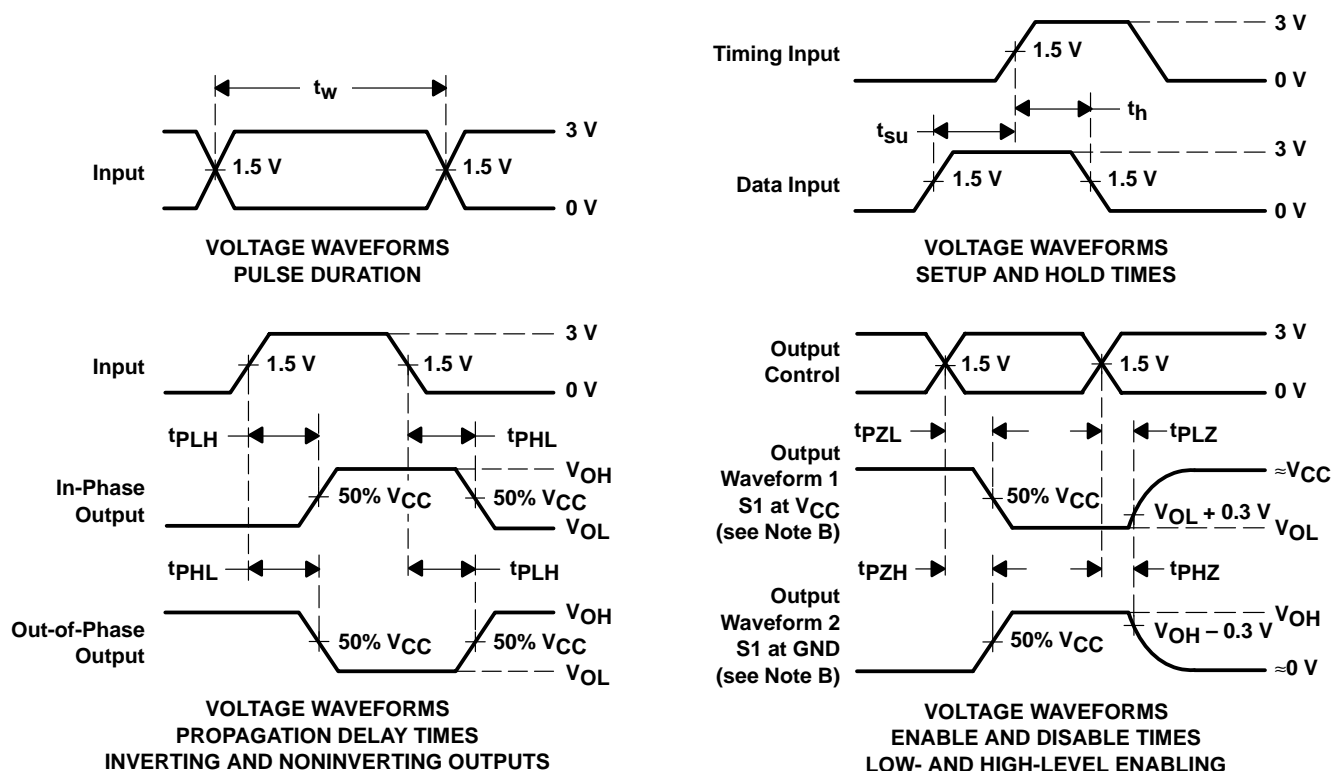 tw
3 V
Input
1.5 V
1.5 V
0 V
VOLTAGE WAVEFORMS
PULSE DURATION
Timing Input
3 V
1.5 V
0 V
th
tsu
3 V
Data Input
1.5 V
1.5 V
0 V
VOLTAGE WAVEFORMS
SETUP AND HOLD TIMES
3 V
Input
1.5 V
1.5 V
0 V
tPLH
tPHL
VOH
In-Phase
Output
50% VCC
50% VCC
VOL
tPHL
tPLH
VOH
Out-of-Phase
Output
50% VCC
50% VCC
VOL
VOLTAGE WAVEFORMS
PROPAGATION DELAY TIMES
INVERTING AND NONINVERTING OUTPUTS
3 V
Output
Control
1.5 V
1.5 V
0 V
tPZL
tPLZ
Output
Waveform 1
S1 at VCC
(see Note B)
≈VCC
50% VCC
VOL + 0.3 V
VOL
tPZH
tPHZ
Output
Waveform 2
S1 at GND
(see Note B)
VOH
50% VCC
VOH – 0.3 V
≈0 V
VOLTAGE WAVEFORMS
ENABLE AND DISABLE TIMES
LOW- AND HIGH-LEVEL ENABLING